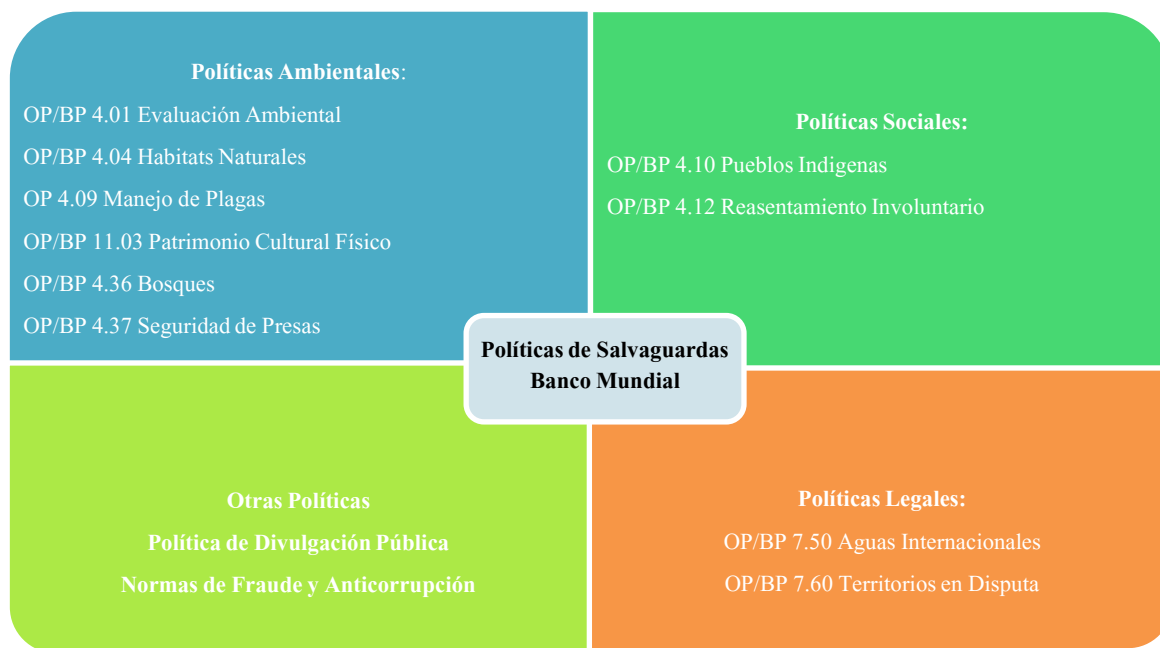 Políticas Ambientales:
OP/BP 4.01 Evaluación Ambiental
OP/BP 4.04 Habitats Naturales
OP 4.09 Manejo de Plagas
OP/BP 11.03 Patrimonio Cultural Físico
OP/BP 4.36 Bosques
OP/BP 4.37 Seguridad de Presas
Políticas Sociales:
OP/BP 4.10 Pueblos Indigenas
OP/BP 4.12 Reasentamiento Involuntario
Políticas de Salvaguardas
Banco Mundial
Otras Políticas
Política de Divulgación Pública
Normas de Fraude y Anticorrupción
Políticas Legales:
OP/BP 7.50 Aguas Internacionales
OP/BP 7.60 Territorios en Disputa